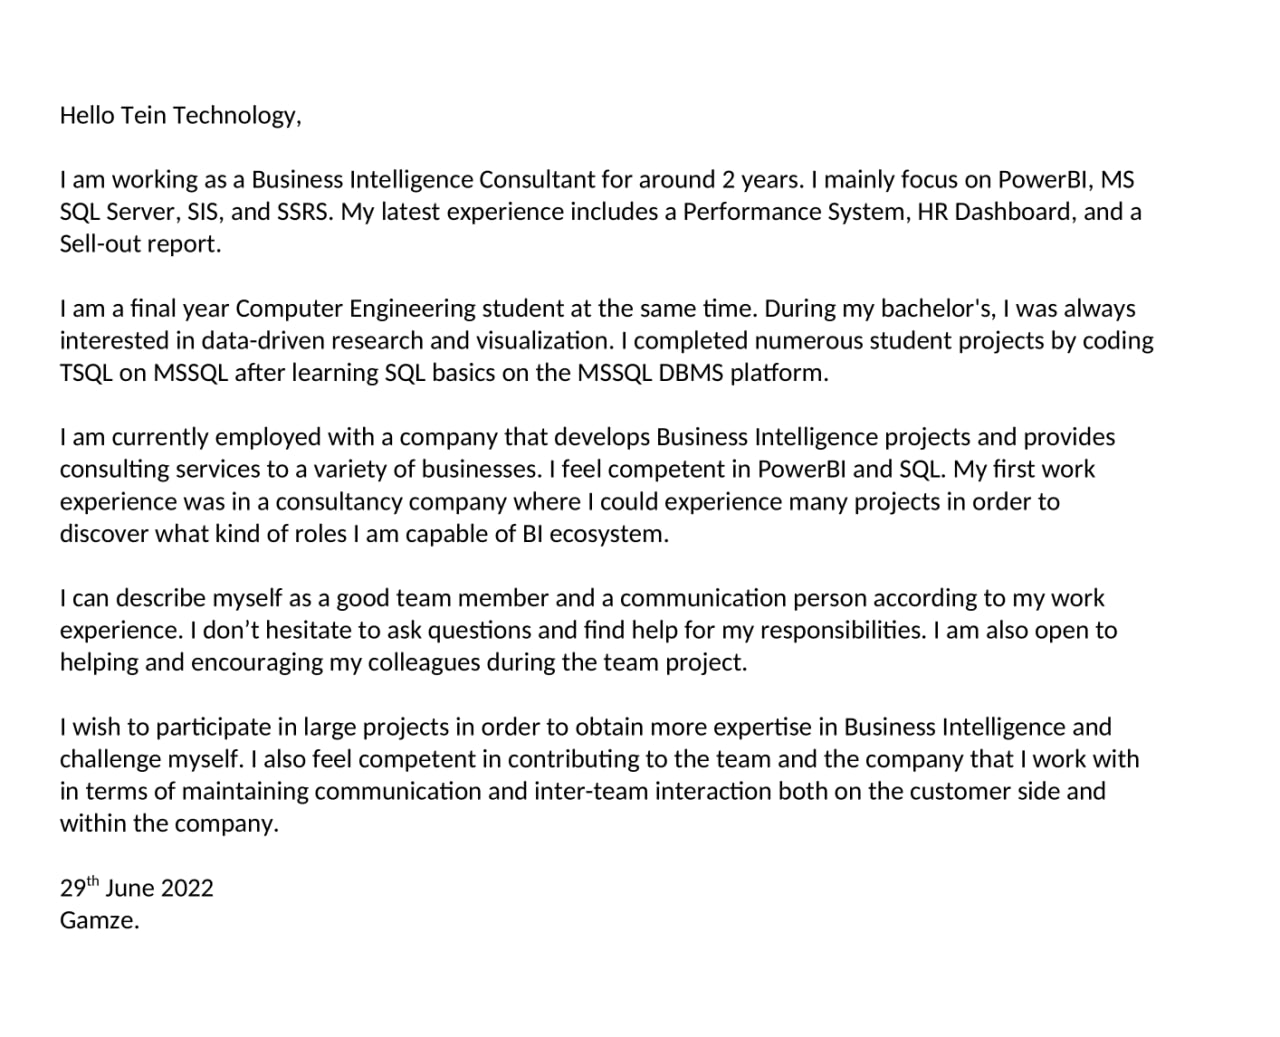 Hello Tein Technology,
I am working as a Business Intelligence Consultant for around 2 years. I mainly focus on PowerBI, MS
SQL Server, SIS, and SSRS. My latest experience includes a Performance System, HR Dashboard, and a
Sell-out report.
I am a final year Computer Engineering student at the same time. During my bachelor's, I was always
interested in data-driven research and visualization. I completed numerous student projects by coding
TSQL on MSSQL after learning SQL basics on the MSSQL DBMS platform.
I am currently employed with a company that develops Business Intelligence projects and provides
consulting services to a variety of businesses. I feel competent in PowerBI and SQL. My first work
experience was in a consultancy company where I could experience many projects in order to
discover what kind of roles I am capable of BI ecosystem.
I can describe myself as a good team member and a communication person according to my work
experience. I don’t hesitate to ask questions and find help for my responsibilities. I am also open to
helping and encouraging my colleagues during the team project.
I wish to participate in large projects in order to obtain more expertise in Business Intelligence and
challenge myself. I also feel competent in contributing to the team and the company that I work with
in terms of maintaining communication and inter-team interaction both on the customer side and
within the company.
29th June 2022
Gamze.